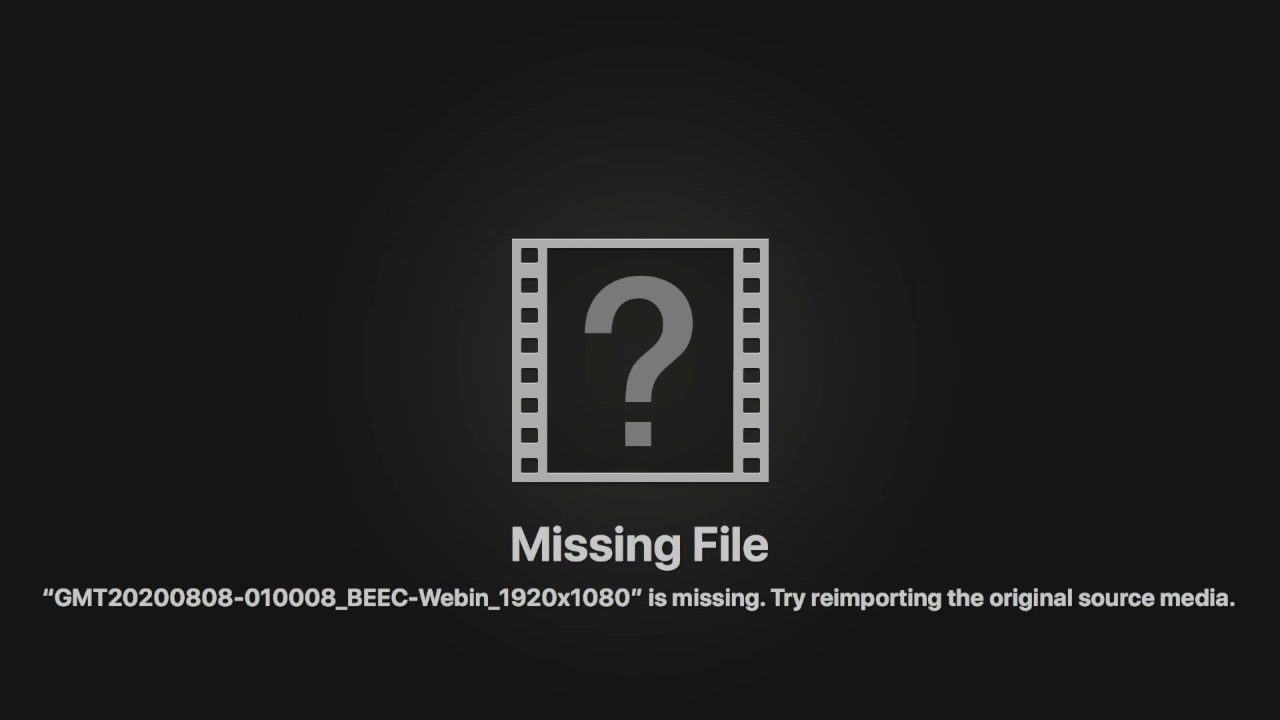 ?
Missing File
“GMT20200808-010008_BEEC-Webin_1920x1080” is missing. Try reimporting the original source media.